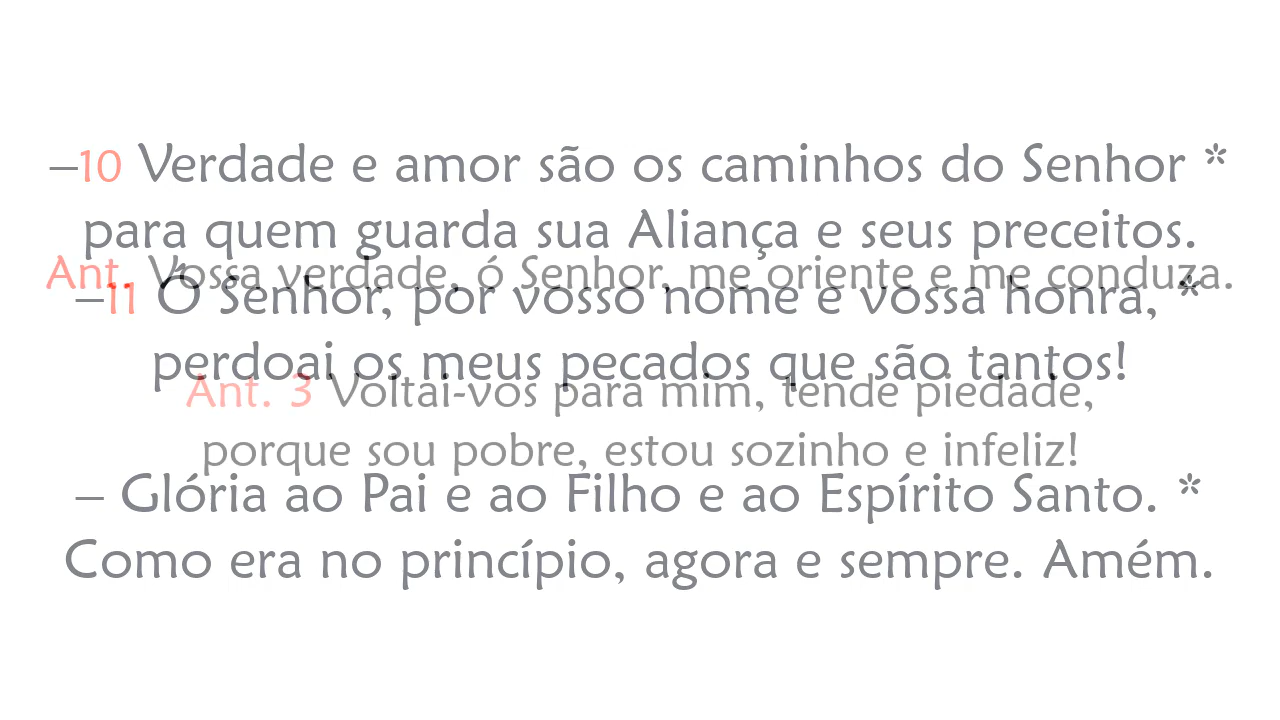 –10 Verdade e amor são os caminhos do Senhor *
para quem guarda sua Aliança e seus preceitos.
Ant. Vossa verdade, ó Senhor, me oriente e me conduza.
–11 Ó Senhor, por vosso nome e vossa honra, *
perdoai os meus pecados que são tantos!
Ant. 3 Voltai-vos para mim, tende piedade,
porque sou pobre, estou sozinho e infeliz!
– Glória ao Pai e ao Filho e ao Espírito Santo. *
Como era no princípio, agora e sempre. Amém.